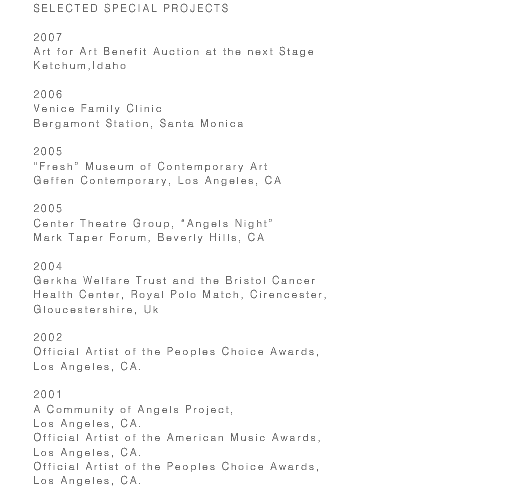 SELECTED SPECIAL PROJECTS
2007
Art for Art Benefit Auction at the next Stage
Ketchum,Idaho
2006
Venice Family Clinic
Bergamont Station, Santa Monica
2005
“Fresh” Museum of Contemporary Art
Geffen Contemporary, Los Angeles, CA
2005
Center Theatre Group, “Angels Night”
Mark Taper Forum, Beverly Hills, CA
2004
Gerkha Welfare Trust and the Bristol Cancer
Health Center, Royal Polo Match, Cirencester,
Gloucestershire, Uk
2002
Official Artist of the Peoples Choice Awards,
Los Angeles, CA.
2001
A Community of Angels Project,
Los Angeles, CA.
Official Artist of the American Music Awards,
Los Angeles, CA.
Official Artist of the Peoples Choice Awards,
Los Angeles, CA.